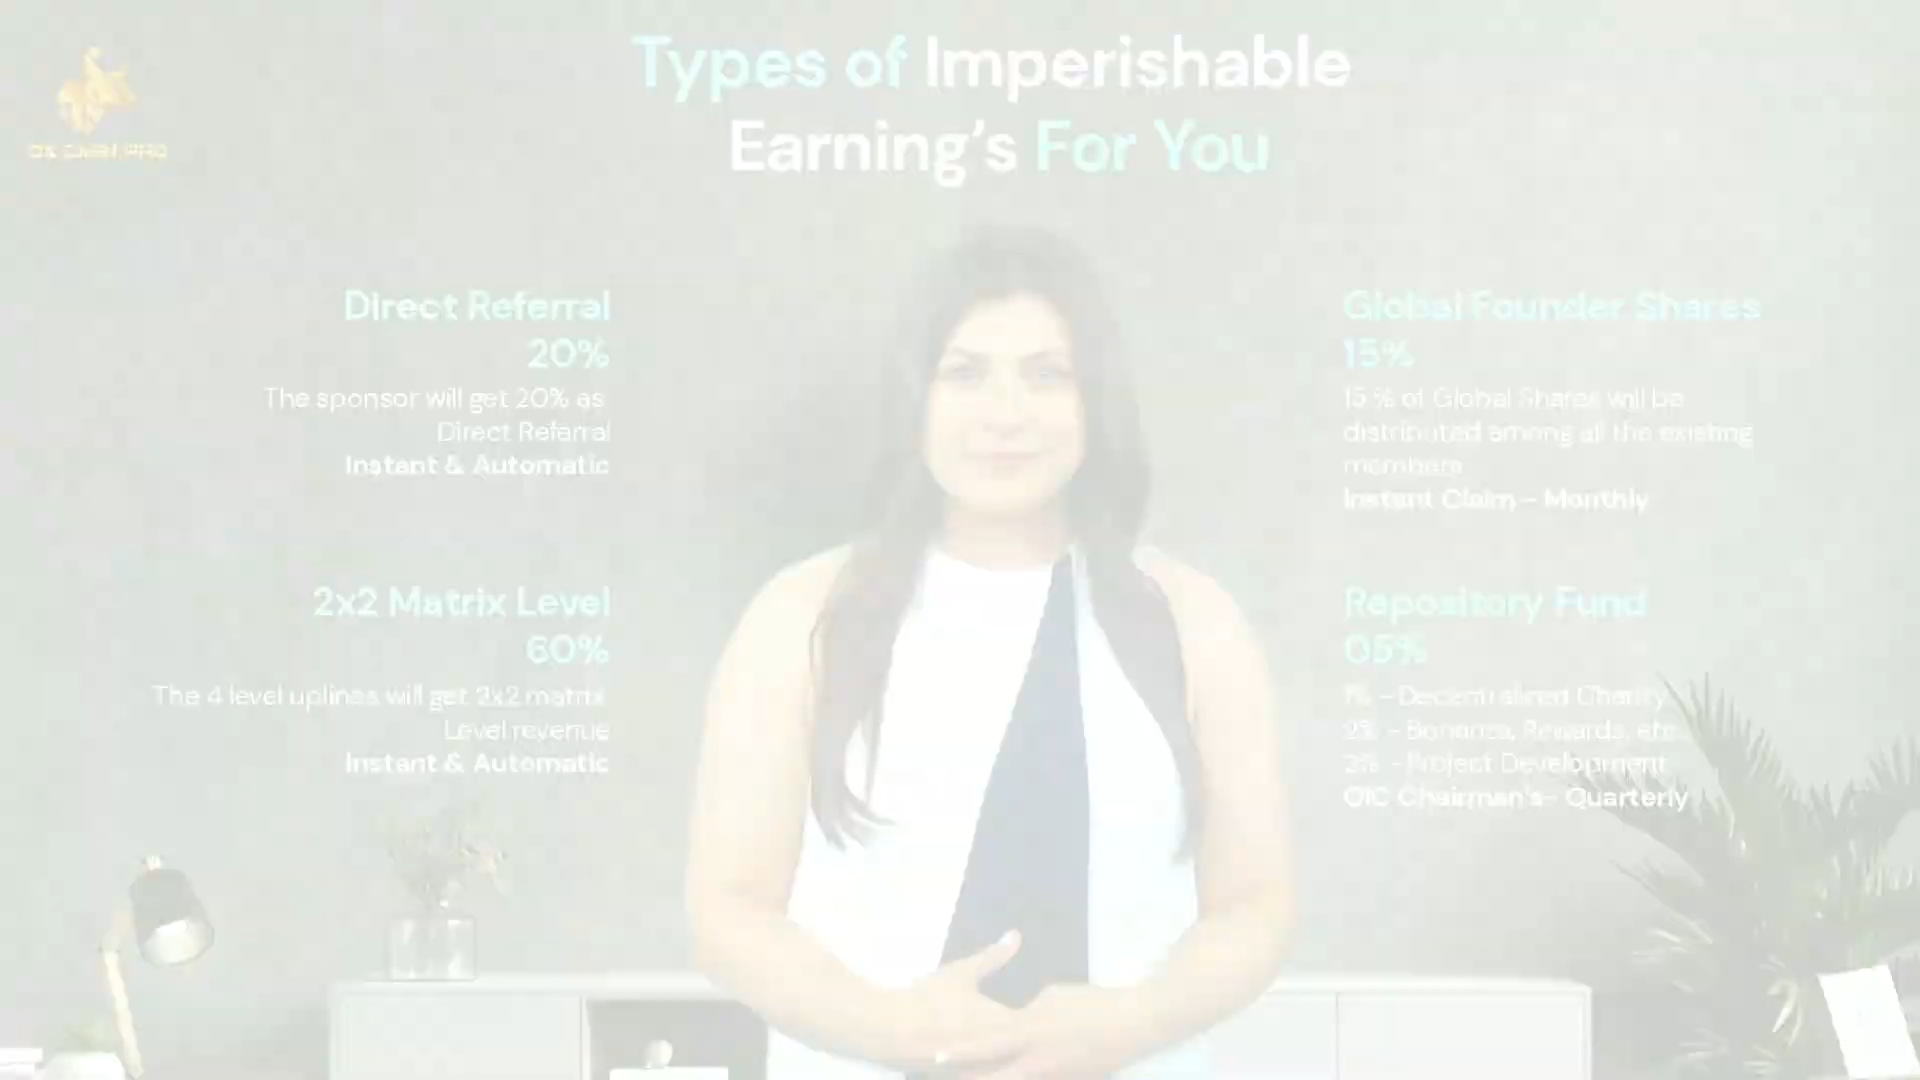 Types of Imperishable
Earning's For You
Direct Referral
20%
The sponsor will get 20% as
Direct Referral
Instant & Automatic
2x2 Matrix Level
60%
The 4 level uplines will get 2x2 matrix
Level revenue
Instant & Automatic
Global Founder Shares
15%
15 % of Global Shares will be
distributed among all the existing
members
Instant Claim - Monthly
Repository Fund
05%
1% - Decentralized Charity
2% - Bonanza, Rewards, etc
2% - Project Development
OIC Chairman's- Quarterly